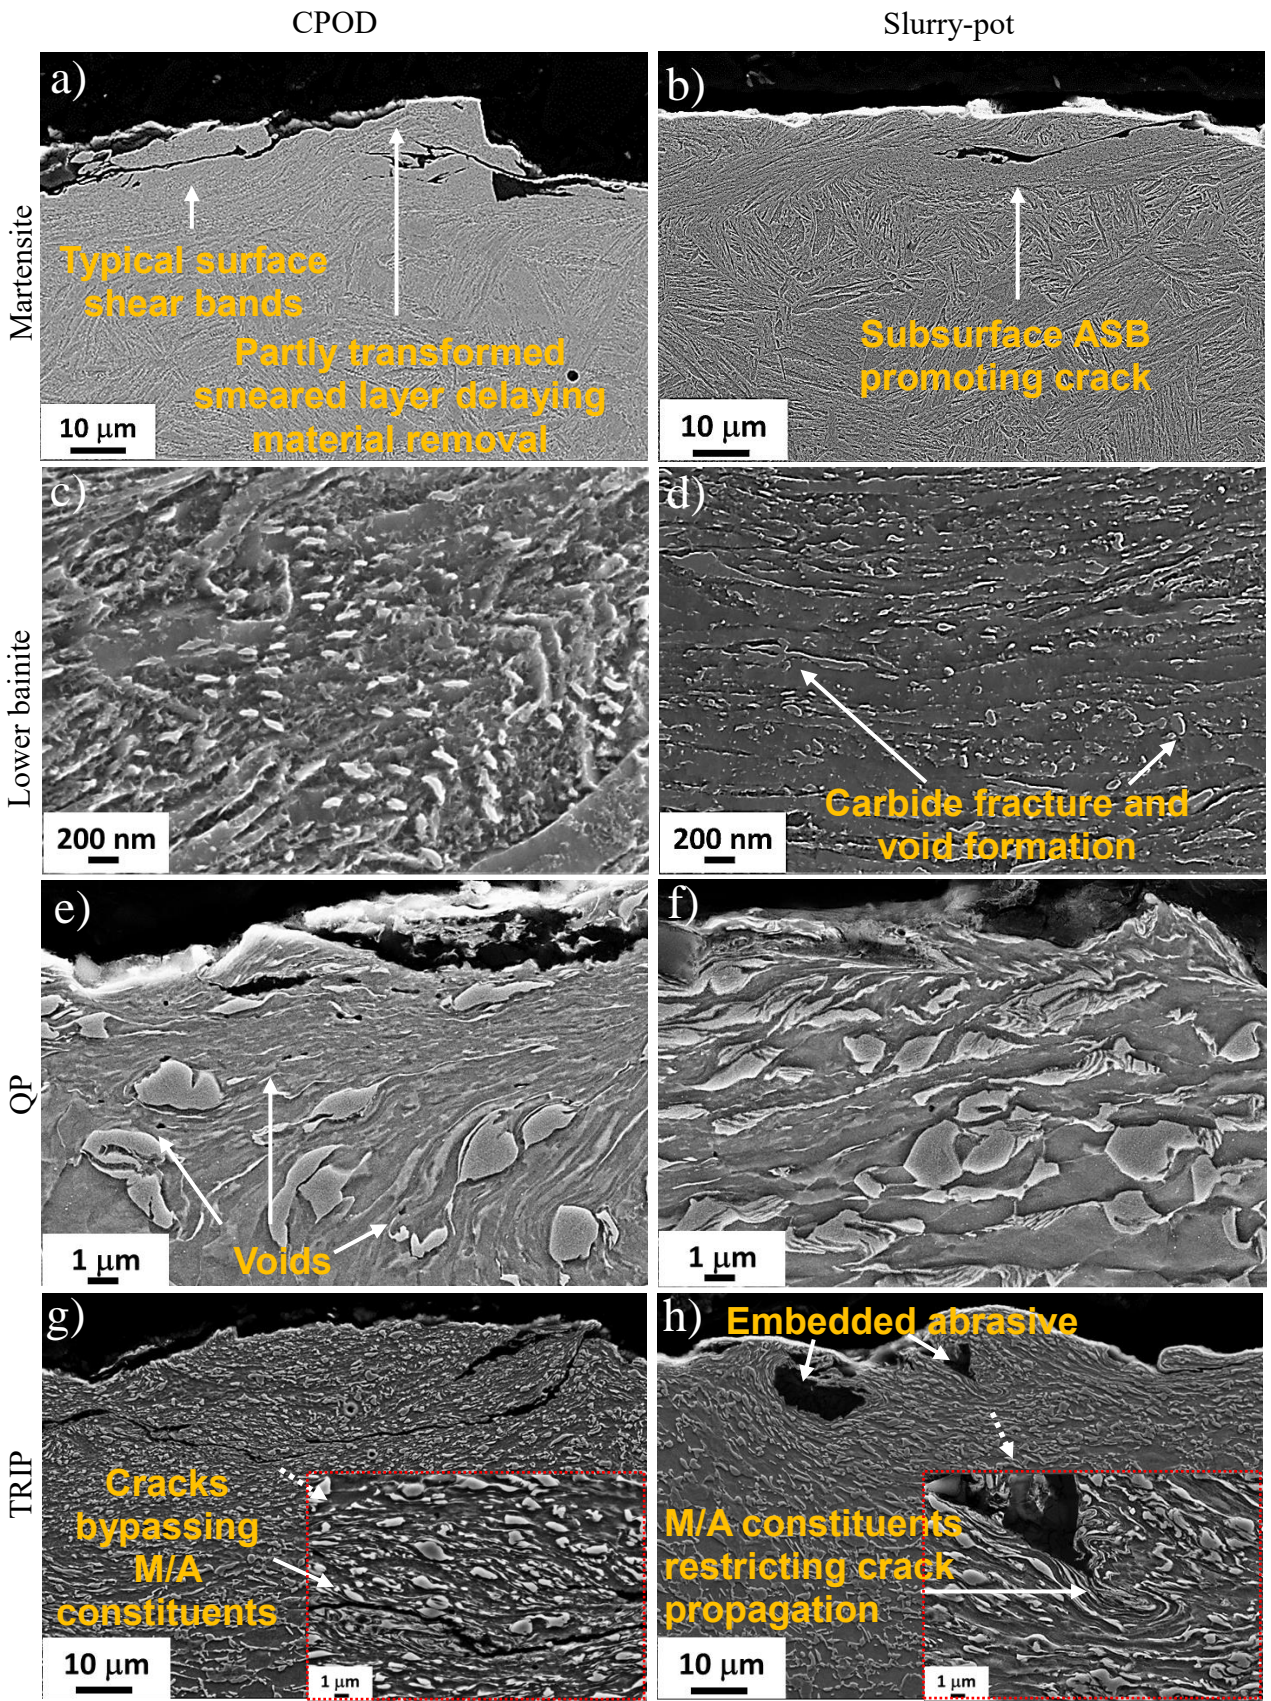 CPOD
Slurry-pot
Martensite
a)
Typical surface
shear bands
Partly transformed
smeared layer delaying
material removal
10 μm
b)
Subsurface ASB
promoting crack
10 μm
Lower bainite
c)
200 nm
d)
Carbide fracture and
void formation
200 nm
QP
e)
Voids
1 μm
f)
1 μm
TRIP
g)
Cracks
bypassing
M/A
constituents
10 μm
1 μm
h)
Embedded abrasive
M/A constituents
restricting crack
propagation
10 μm
1 μm